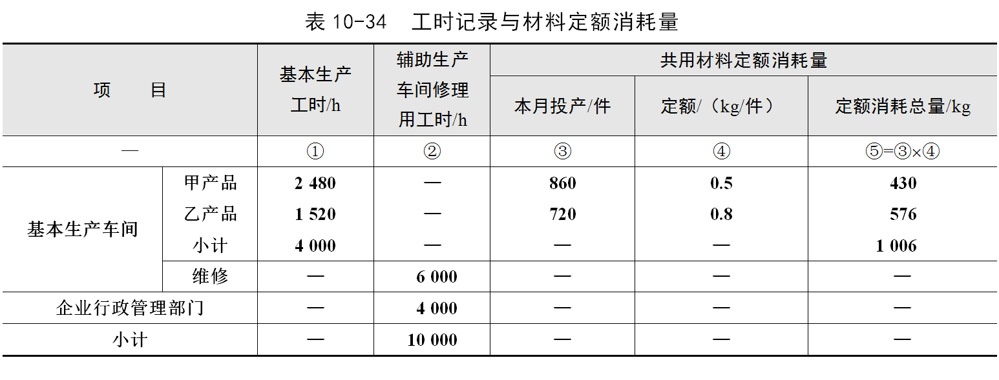 表 10-34 工时记录与材料定额消耗量
项 目
基本生产
工时/h
辅助生产
车间修理
用工时/h
共用材料定额消耗量
本月投产/件
定额/（kg/件）
定额消耗总量/kg
— ① ② ③ ④ ⑤=③×④
基本生产车间
甲产品 2 480 — 860 0.5 430
乙产品 1 520 — 720 0.8 576
小计 4 000 — — — 1 006
维修 — 6 000 — — —
企业行政管理部门 — 4 000 — — —
小计 — 10 000 — — —